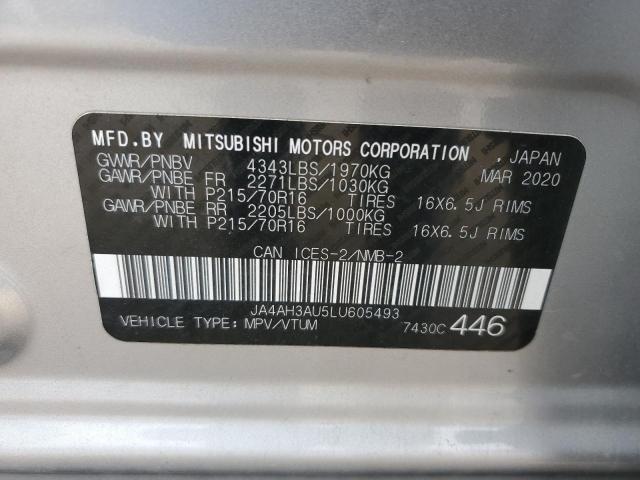 MFD.BY MITSUBISHI MOTORS CORPORATION , JAPAN
GVWR/PNBV 4343LBS/1970KG MAR 2020
GAWR/PNBE FR 2271LBS/1030KG
WITH P215/70R16 TIRES 16X6.5J RIMS
GAWR/PNBE RR 2205LBS/1000KG
WITH P215/70R16 TIRES 16X6.5J RIMS
CAN ICES-2/NMB-2
JA4AH3AU5LU605493
VEHICLE TYPE: MPV/VTUM 7430C 446